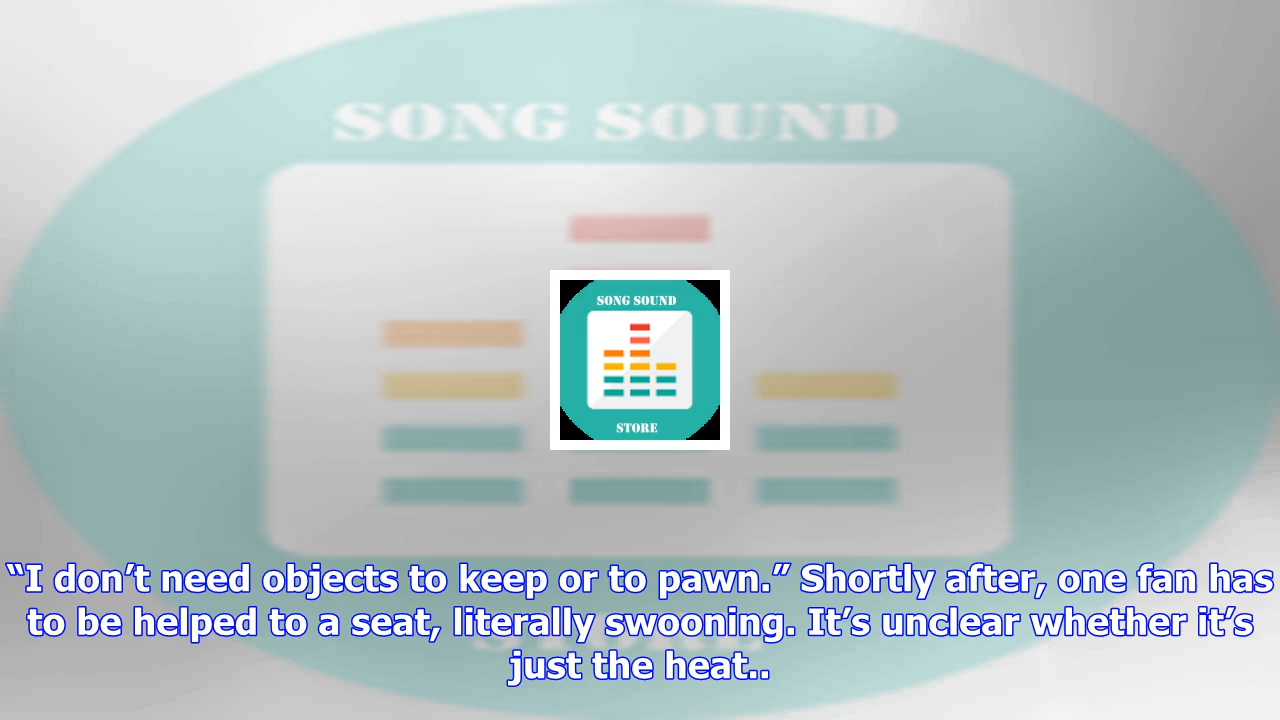 SONG SOUND
SONG SOUND
STORE
“I don’t need objects to keep or to pawn.” Shortly after, one fan has
to be helped to a seat, literally swooning. It’s unclear whether it’s
just the heat..